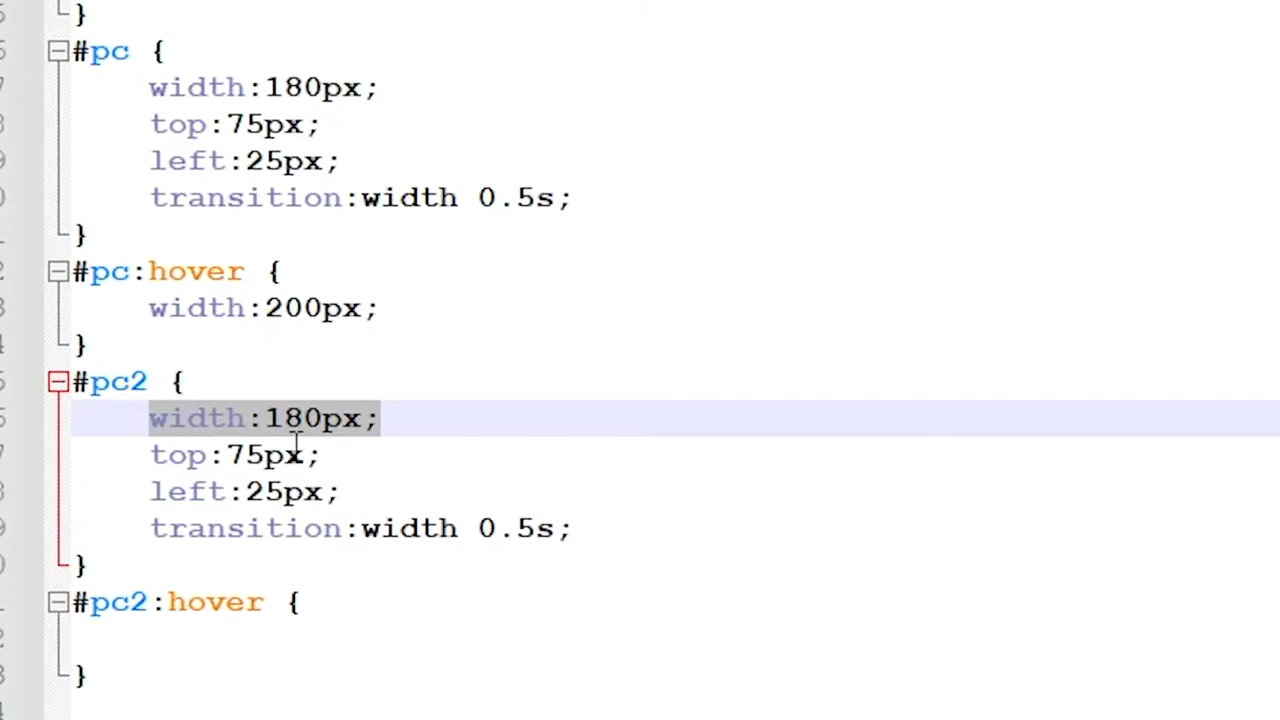 }
#pc {
width:180px;
top:75px;
left:25px;
transition:width 0.5s;
}
#pc:hover {
width:200px;
}
#pc2 {
width:180px;
top:75px;
left:25px;
transition:width 0.5s;
}
#pc2:hover {
}